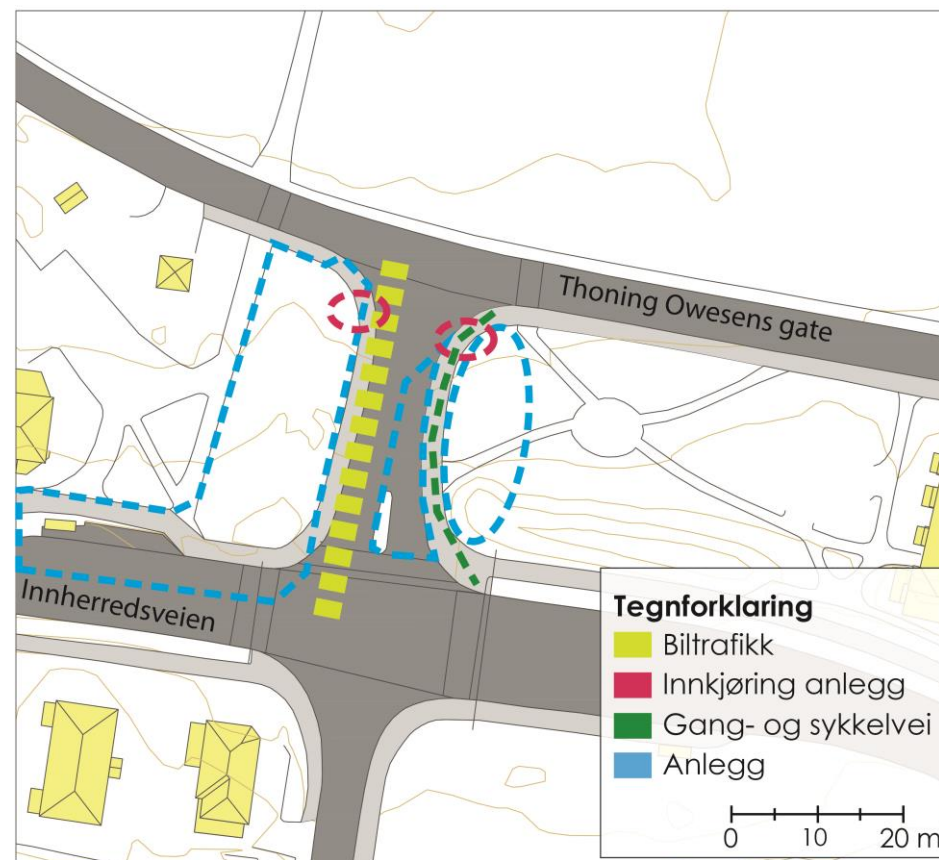 Thoning Owesens gate
Innherredsveien
Tegnforklaring
Biltrafikk
Innkjøring anlegg
Gang- og sykkelvei
Anlegg
0 10 20 m